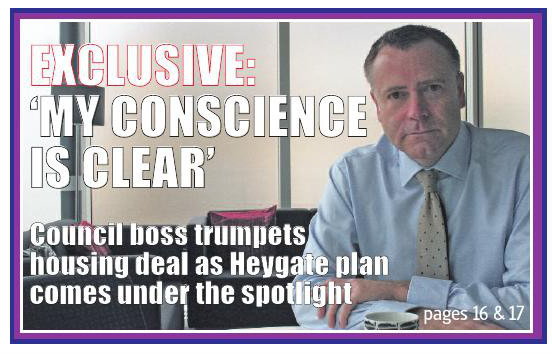 EXCLUSIVE:
‘MY CONSCIENCE
IS CLEAR’
Council boss trumpets
housing deal as Heygate plan
comes under the spotlight
pages 16 & 17